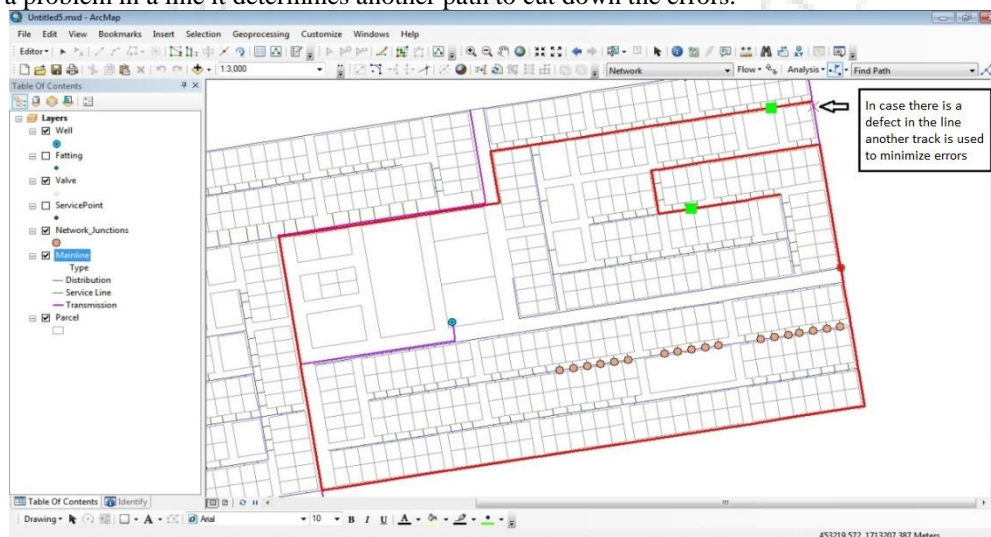 a problem in a line it determines another path to cut down the errors.
Untitled5.mxd - ArcMap
File Edit View Bookmarks Insert Selection Geoprocessing Customize Windows Help
Editor
1:3,000 Network Flow Analysis Find Path
Table Of Contents
Layers
Well
Fatting
Valve
ServicePoint
Network_Junctions
Mainline
Type
Distribution
Service Line
Transmission
Parcel
In case there is a
defect in the line
another track is used
to minimize errors
Table Of Contents Identify
Drawing A Arial 10 B I U A
453219.572 1713207.387 Meters